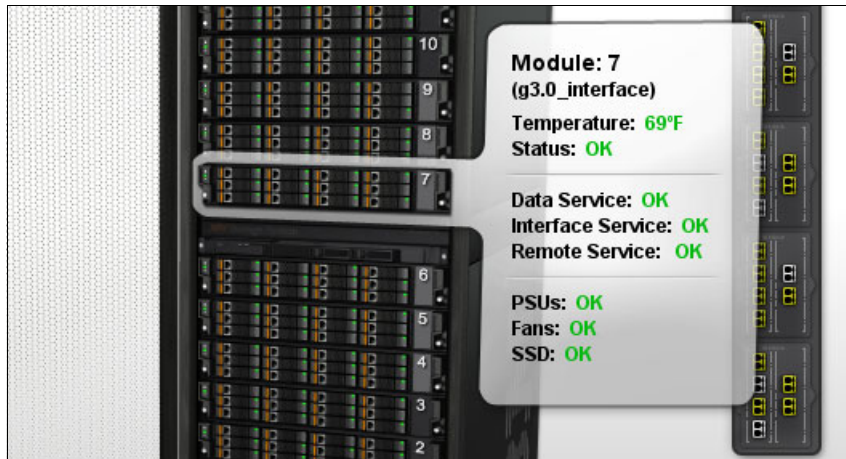 10
9
8
7
6
5
4
3
2
Module: 7
(g3.0_interface)
Temperature: 69°F
Status: OK
Data Service: OK
Interface Service: OK
Remote Service: OK
PSUs: OK
Fans: OK
SSD: OK